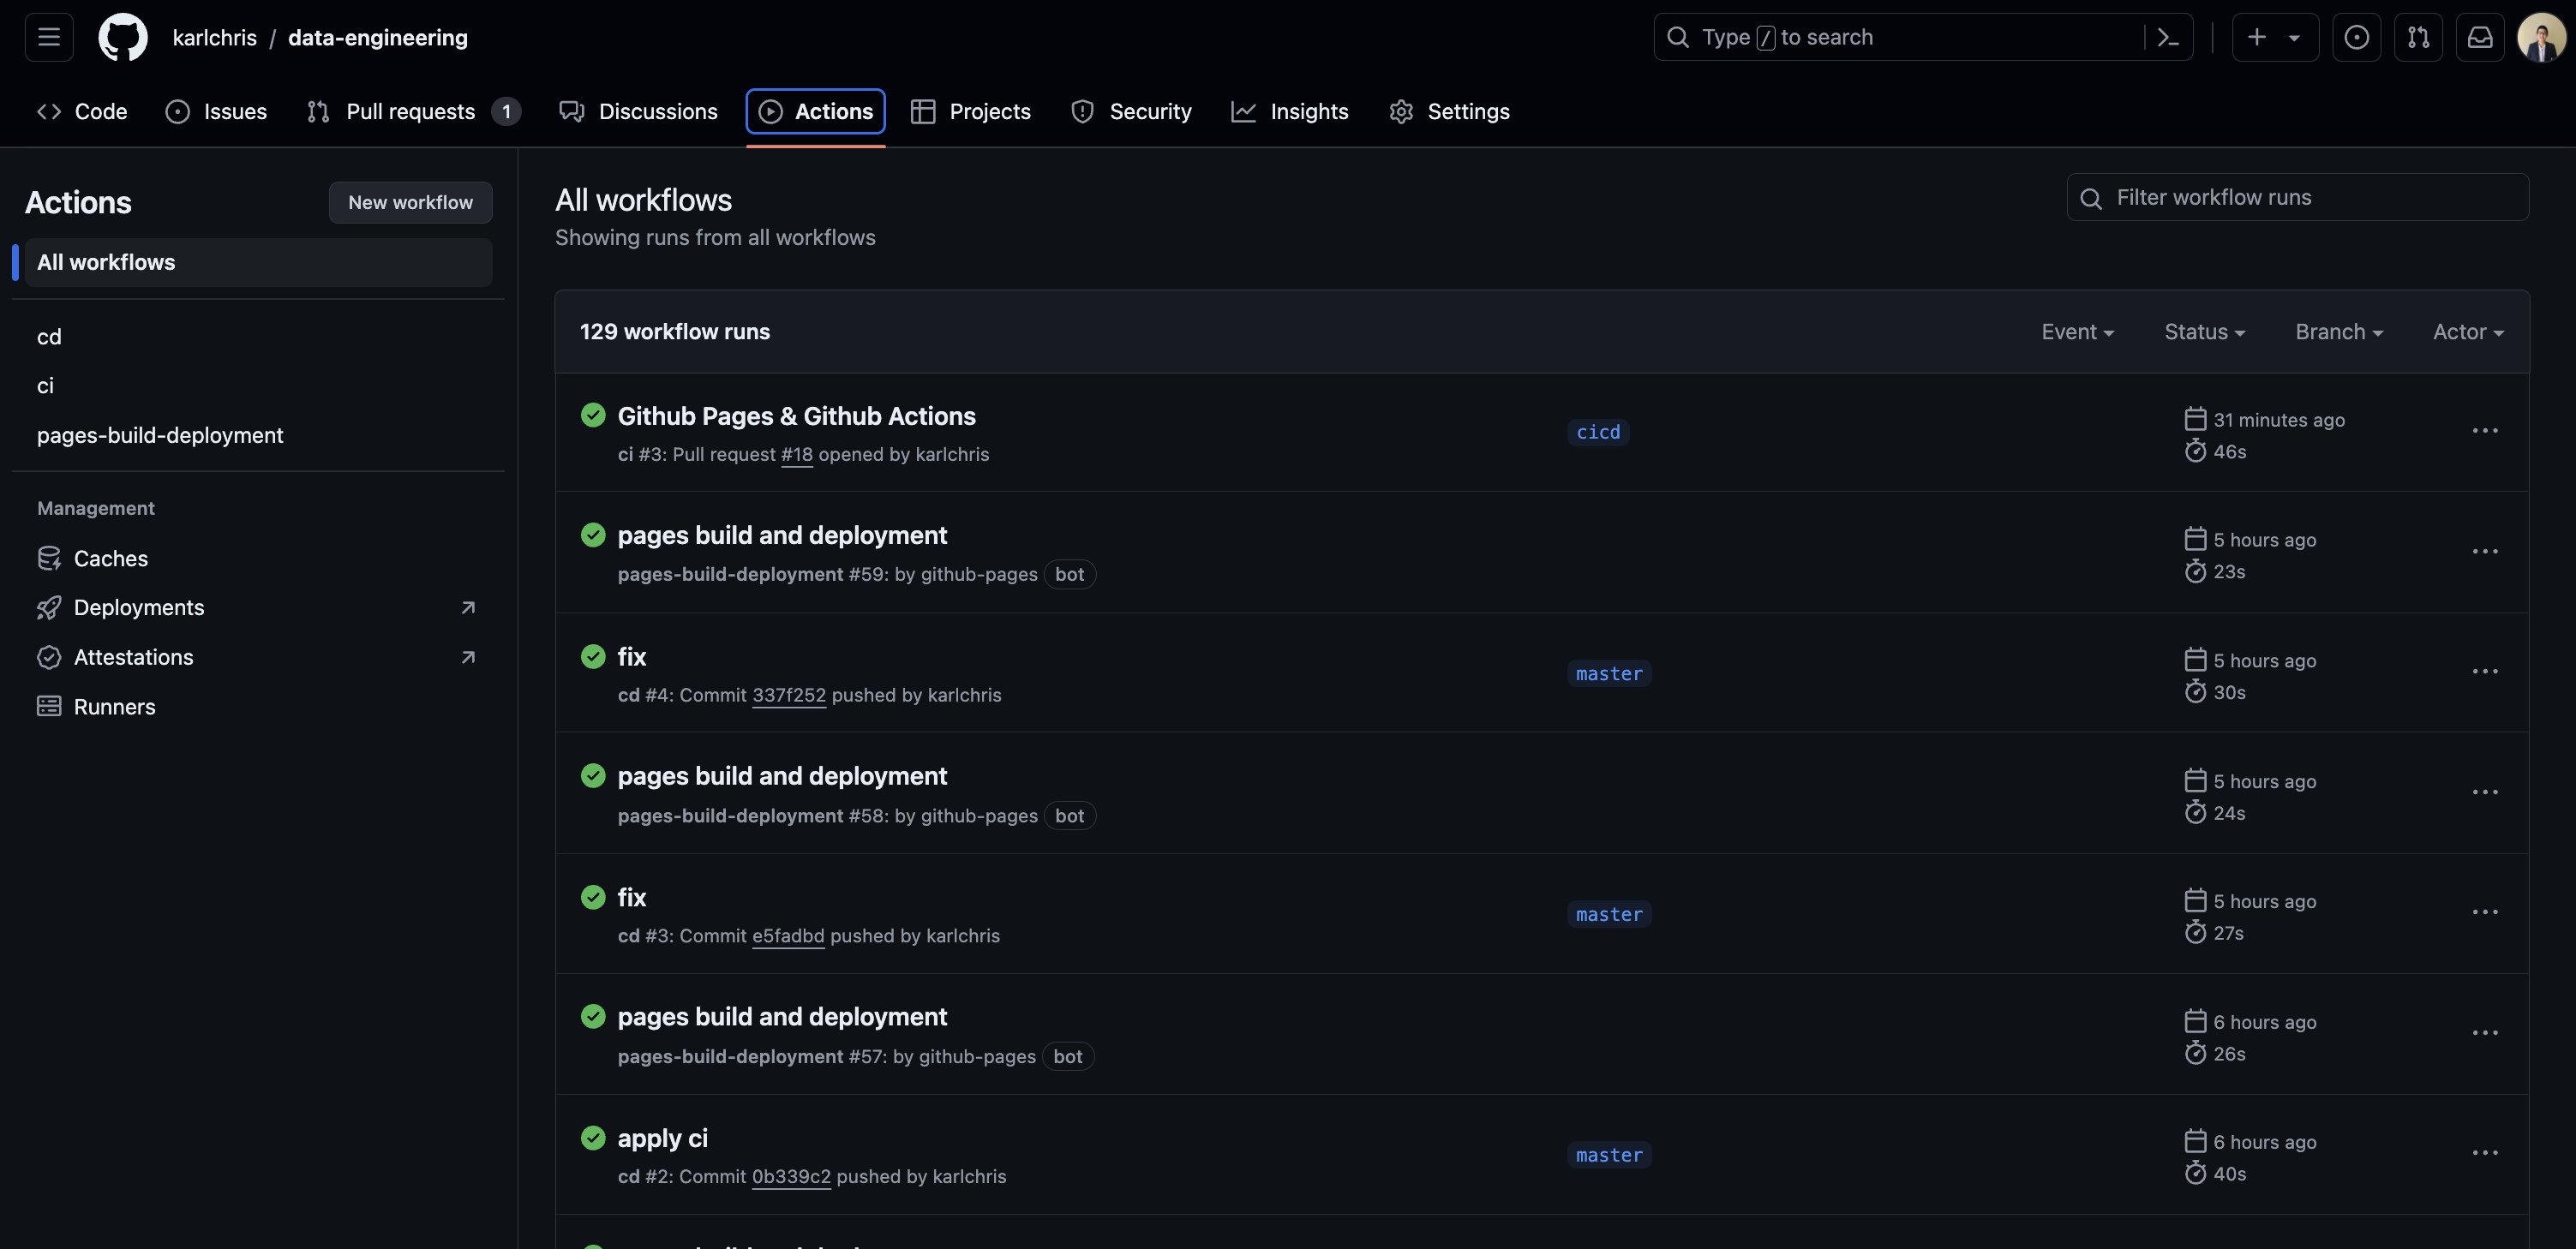 karlchris / data-engineering
Type / to search
Code
Issues
Pull requests 1
Discussions
Actions
Projects
Security
Insights
Settings
Actions
New workflow
All workflows
cd
ci
pages-build-deployment
Management
Caches
Deployments
Attestations
Runners
All workflows
Showing runs from all workflows
Filter workflow runs
129 workflow runs
Event
Status
Branch
Actor
Github Pages & Github Actions
ci #3: Pull request #18 opened by karlchris
cicd
31 minutes ago
46s
pages build and deployment
pages-build-deployment #59: by github-pages bot
5 hours ago
23s
fix
cd #4: Commit 337f252 pushed by karlchris
master
5 hours ago
30s
pages build and deployment
pages-build-deployment #58: by github-pages bot
5 hours ago
24s
fix
cd #3: Commit e5fadbd pushed by karlchris
master
5 hours ago
27s
pages build and deployment
pages-build-deployment #57: by github-pages bot
6 hours ago
26s
apply ci
cd #2: Commit 0b339c2 pushed by karlchris
master
6 hours ago
40s